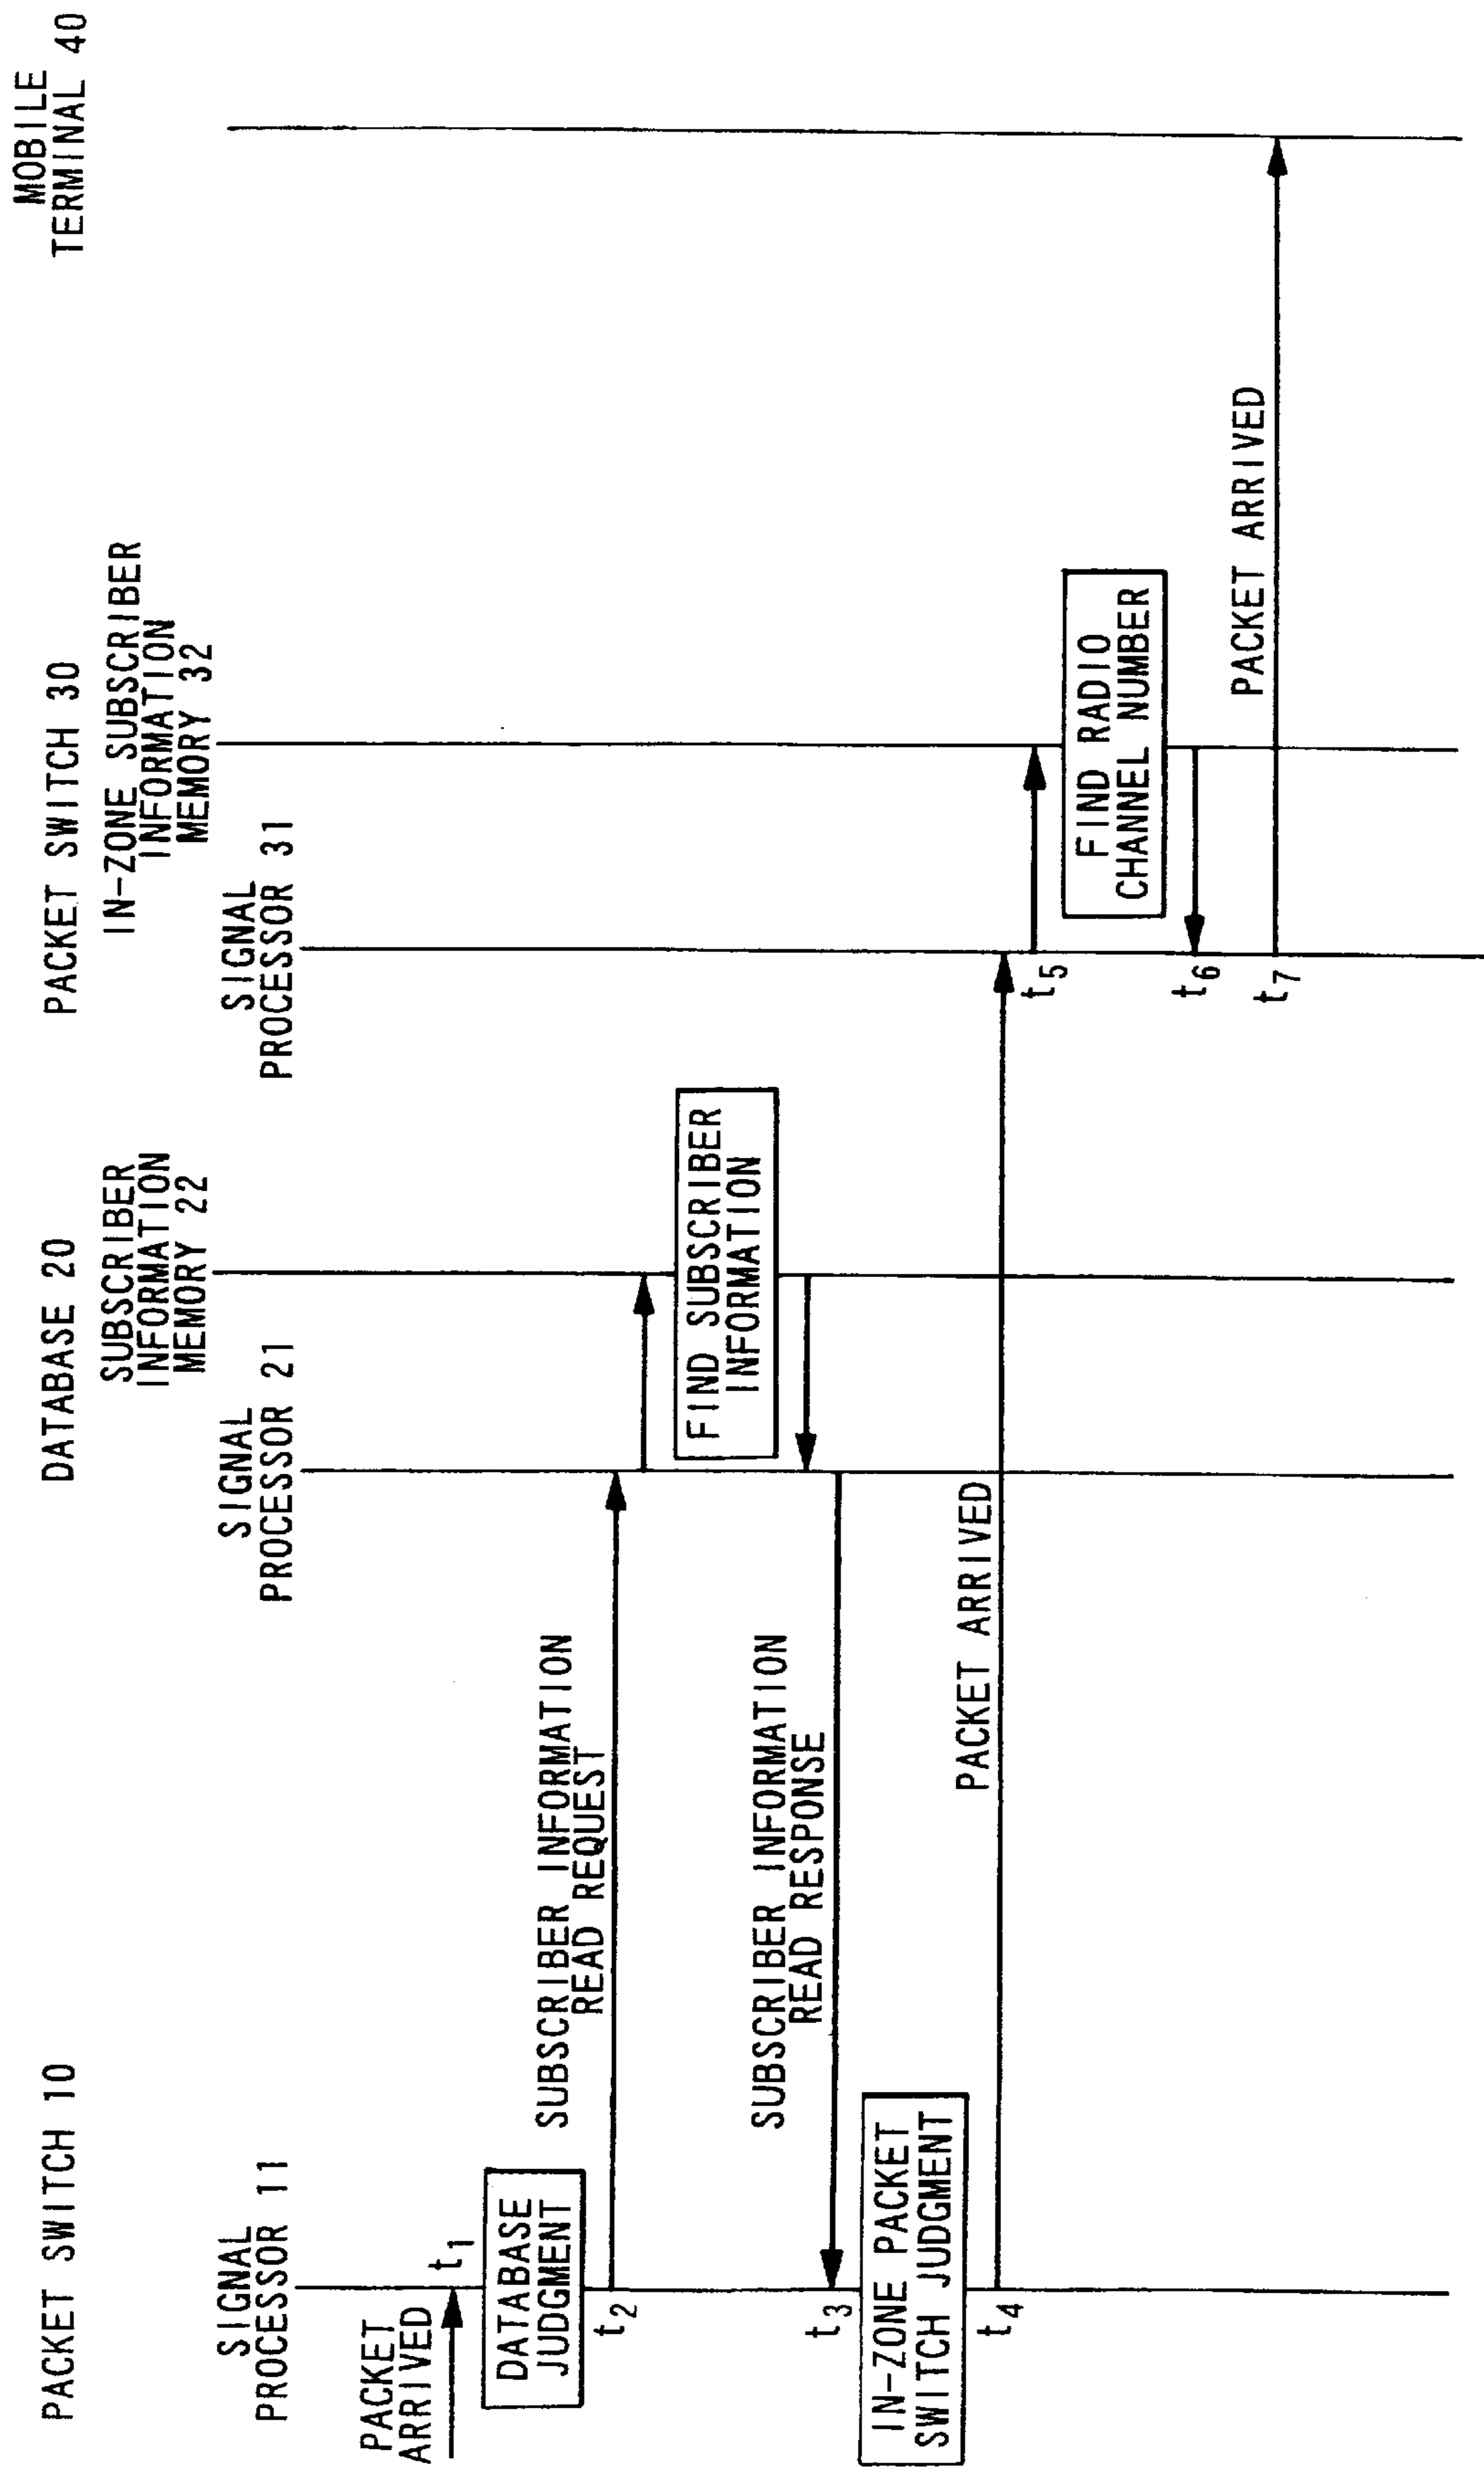 PACKET SWITCH 10
DATABASE 20
PACKET SWITCH 30
MOBILE
TERMINAL 40
SIGNAL
PROCESSOR 11
SIGNAL
PROCESSOR 21
SUBSCRIBER
INFORMATION
MEMORY 22
SIGNAL
PROCESSOR 31
IN-ZONE SUBSCRIBER
INFORMATION
MEMORY 32
PACKET
ARRIVED
t1
DATABASE
JUDGMENT
t2
SUBSCRIBER INFORMATION
READ REQUEST
FIND SUBSCRIBER
INFORMATION
SUBSCRIBER INFORMATION
READ RESPONSE
t3
IN-ZONE PACKET
SWITCH JUDGMENT
t4
PACKET ARRIVED
t5
FIND RADIO
CHANNEL NUMBER
t6
t7
PACKET ARRIVED